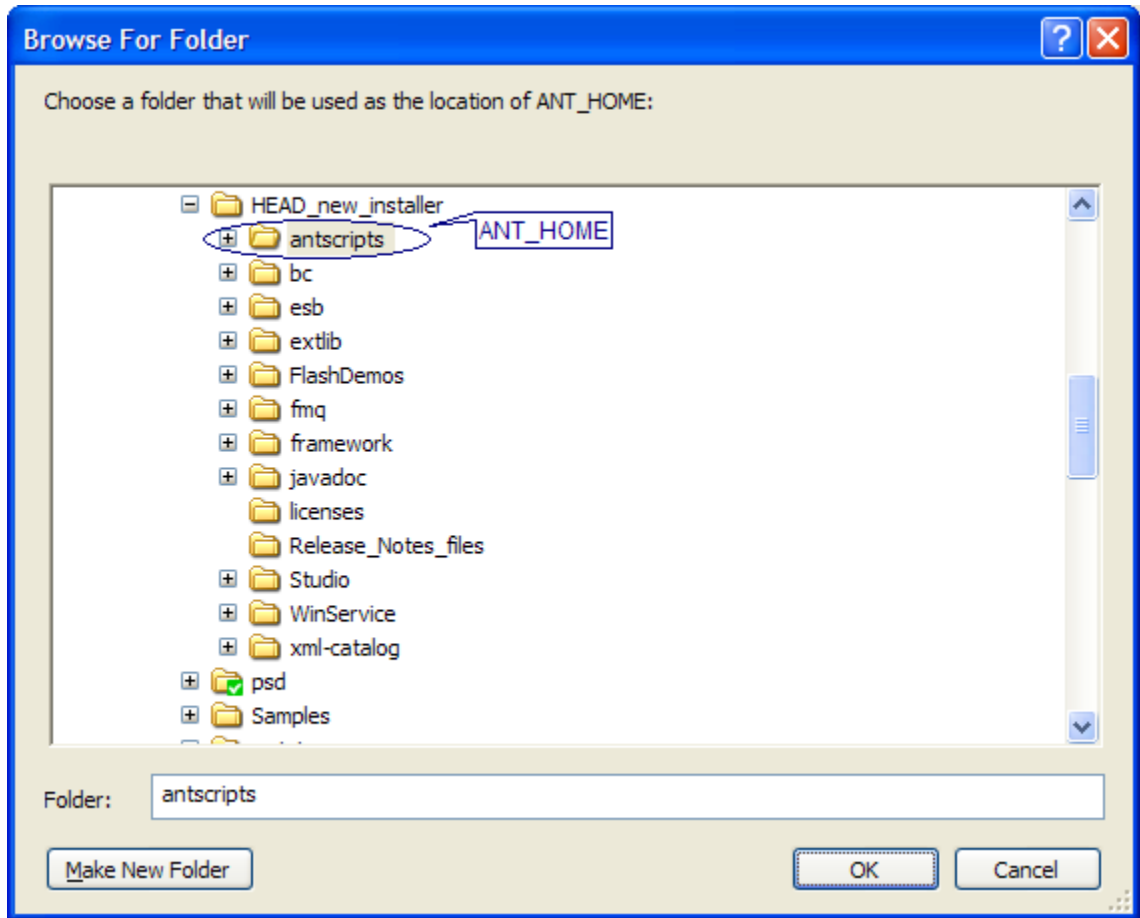 Browse For Folder
Choose a folder that will be used as the location of ANT_HOME:
HEAD_new_installer
antscripts
ANT_HOME
bc
esb
extlib
FlashDemos
fmq
framework
javadoc
licenses
Release_Notes_files
Studio
WinService
xml-catalog
psd
Samples
Folder:
antscripts
Make New Folder
OK
Cancel